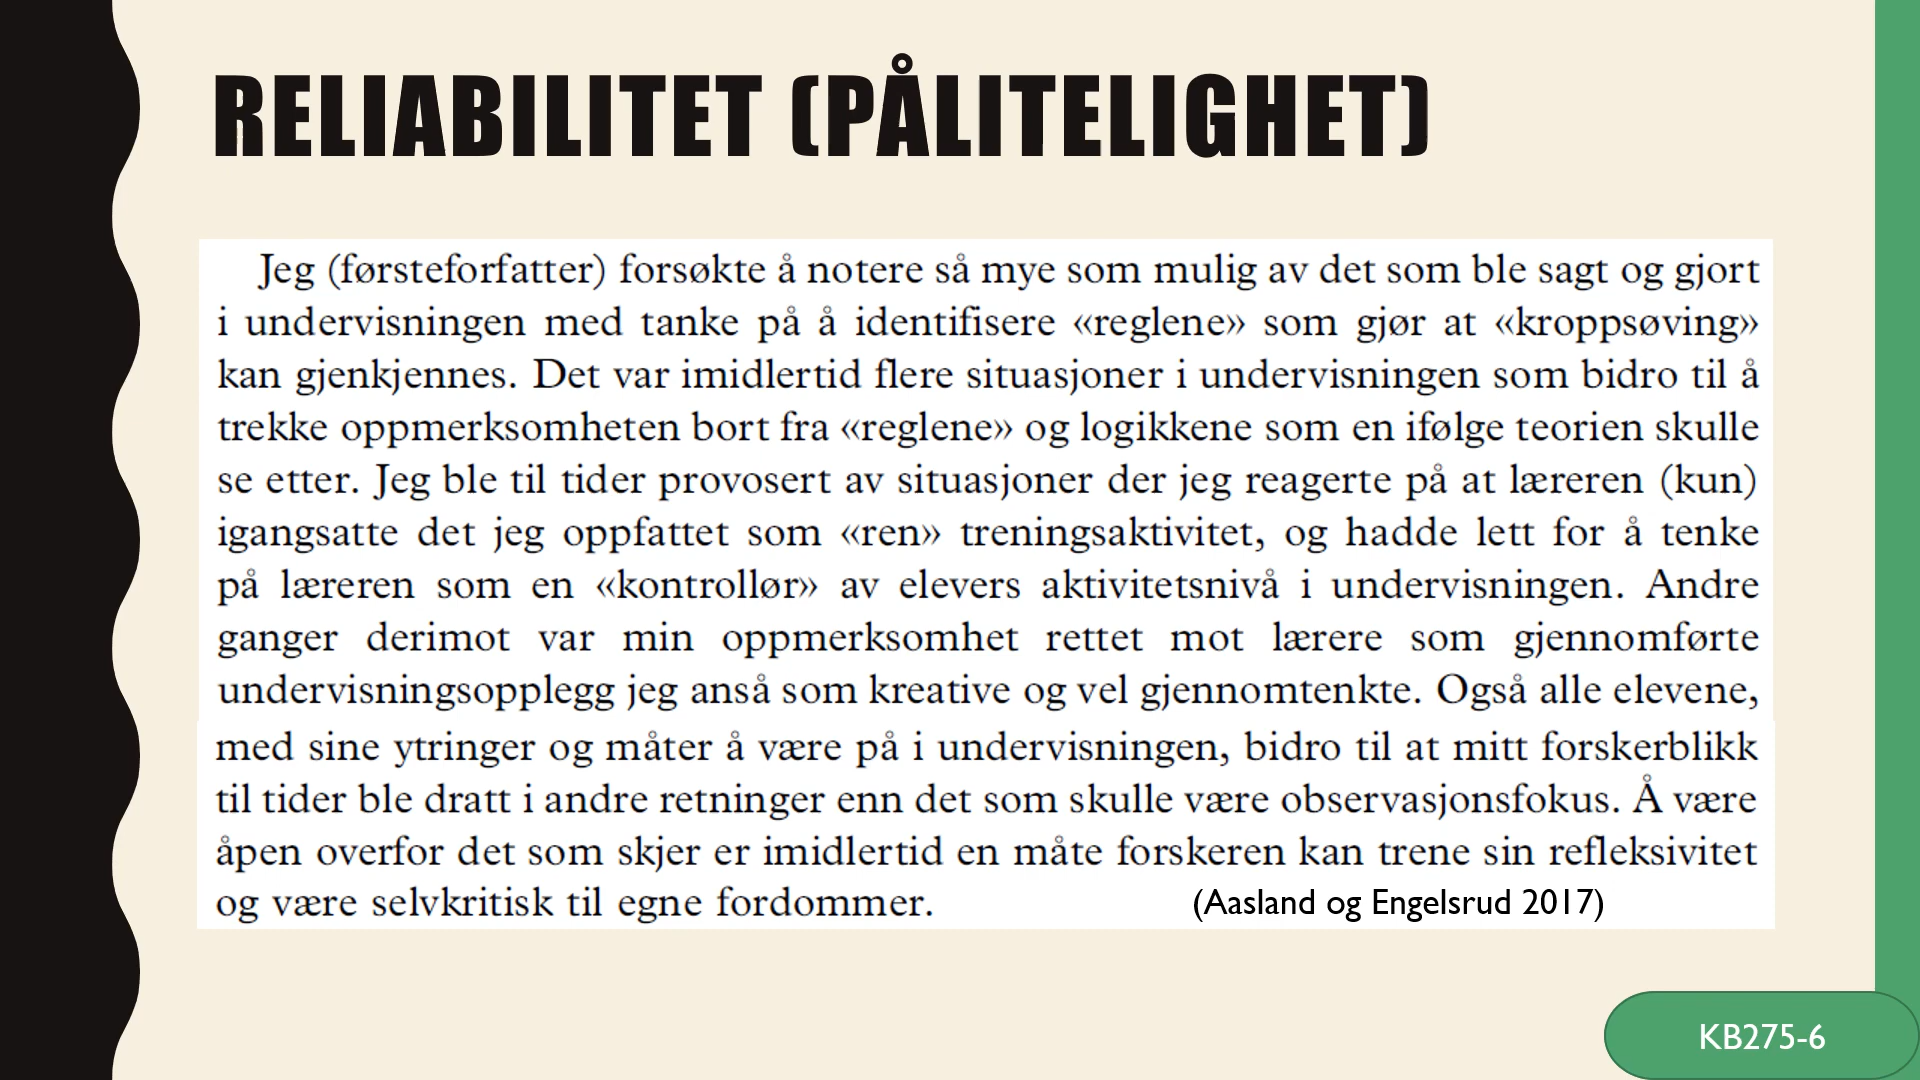 RELIABILITET (PÅLITELIGHET)
Jeg (førsteforfatter) forsøkte å notere så mye som mulig av det som ble sagt og gjort
i undervisningen med tanke på å identifisere «reglene» som gjør at «kroppsøving»
kan gjenkjennes. Det var imidlertid flere situasjoner i undervisningen som bidro til å
trekke oppmerksomheten bort fra «reglene» og logikkene som en ifølge teorien skulle
se etter. Jeg ble til tider provosert av situasjoner der jeg reagerte på at læreren (kun)
igangsatte det jeg oppfattet som «ren» treningsaktivitet, og hadde lett for å tenke
på læreren som en «kontrollør» av elevers aktivitetsnivå i undervisningen. Andre
ganger derimot var min oppmerksomhet rettet mot lærere som gjennomførte
undervisningsopplegg jeg anså som kreative og vel gjennomtenkte. Også alle elevene,
med sine ytringer og måter å være på i undervisningen, bidro til at mitt forskerblikk
til tider ble dratt i andre retninger enn det som skulle være observasjonsfokus. Å være
åpen overfor det som skjer er imidlertid en måte forskeren kan trene sin refleksivitet
og være selvkritisk til egne fordommer.
(Aasland og Engelsrud 2017)
KB275-6